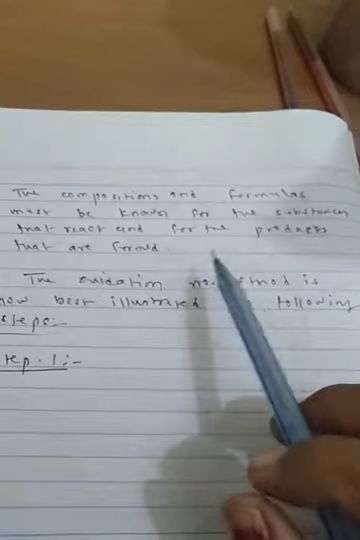 The compositions and formulas
must be known for the substances
that react and for the products
that are formed.
The oxidation no. method is
now best illustrated following
steps:-
Step.1:-